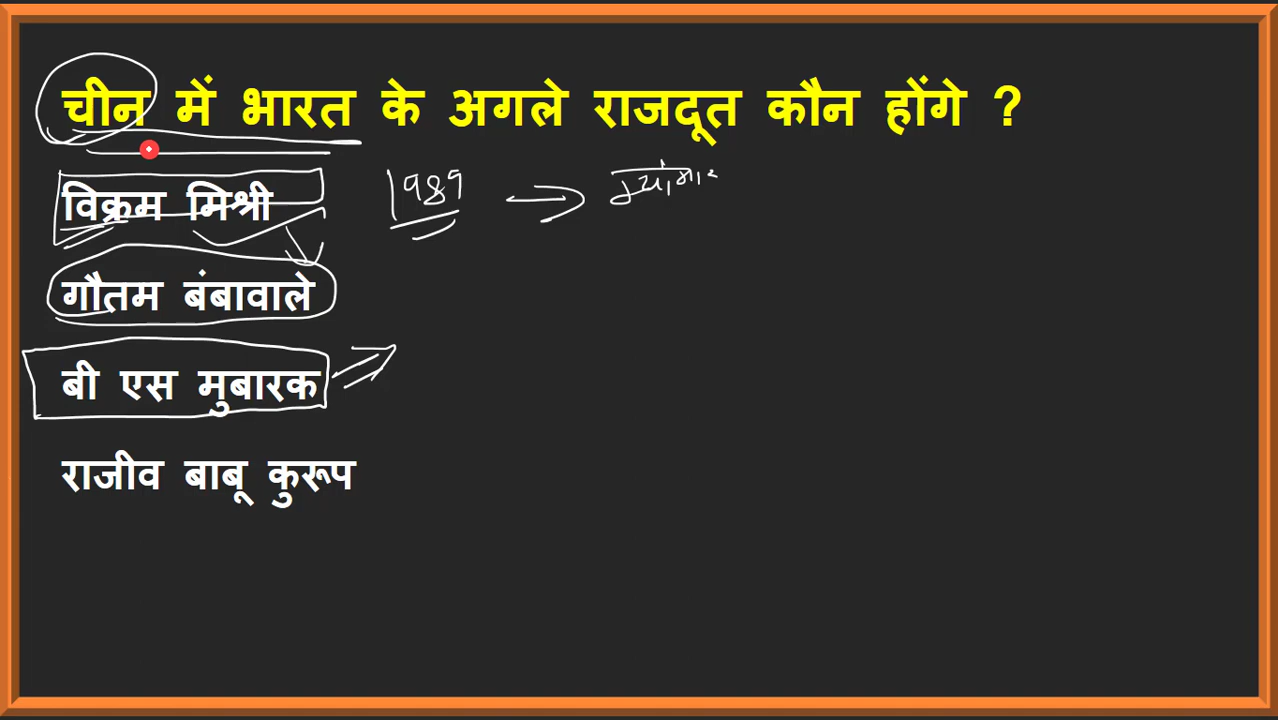 चीन में भारत के अगले राजदूत कौन होंगे ?
विक्रम मिश्री 1989
गौतम बंबावाले
बी एस मुबारक
राजीव बाबू कुरूप